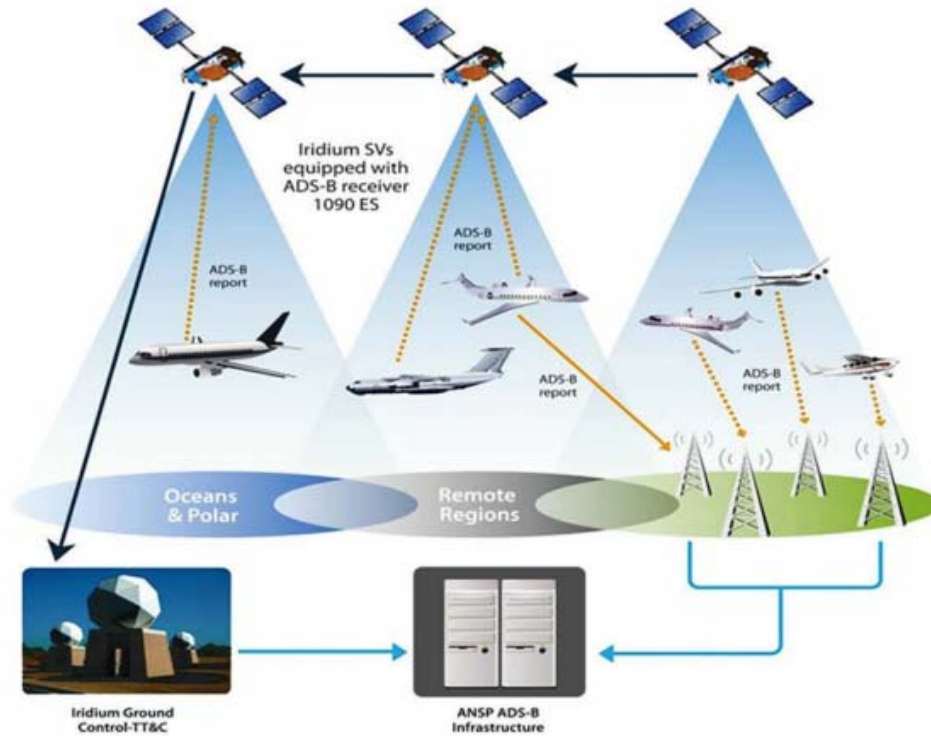 Iridium SVs
equipped with
ADS-B receiver
1090 ES
ADS-B
report
ADS-B
report
ADS-B
report
ADS-B
report
Oceans
& Polar
Remote
Regions
Iridium Ground
Control-TT&C
ANSP ADS-B
Infrastructure